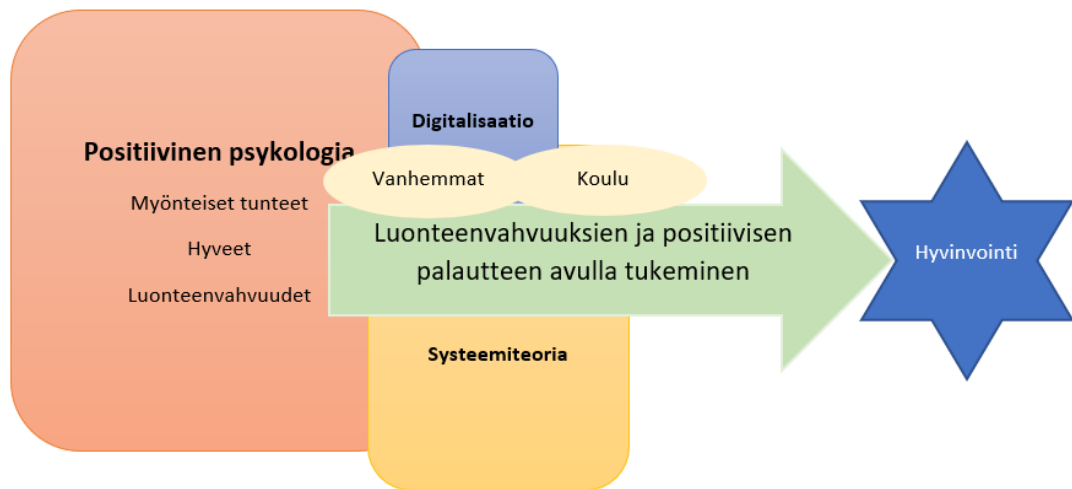 Positiivinen psykologia
Myönteiset tunteet
Hyveet
Luonteenvahvuudet
Digitalisaatio
Vanhemmat
Koulu
Luonteenvahvuuksien ja positiivisen
palautteen avulla tukeminen
Systeemiteoria
Hyvinvointi